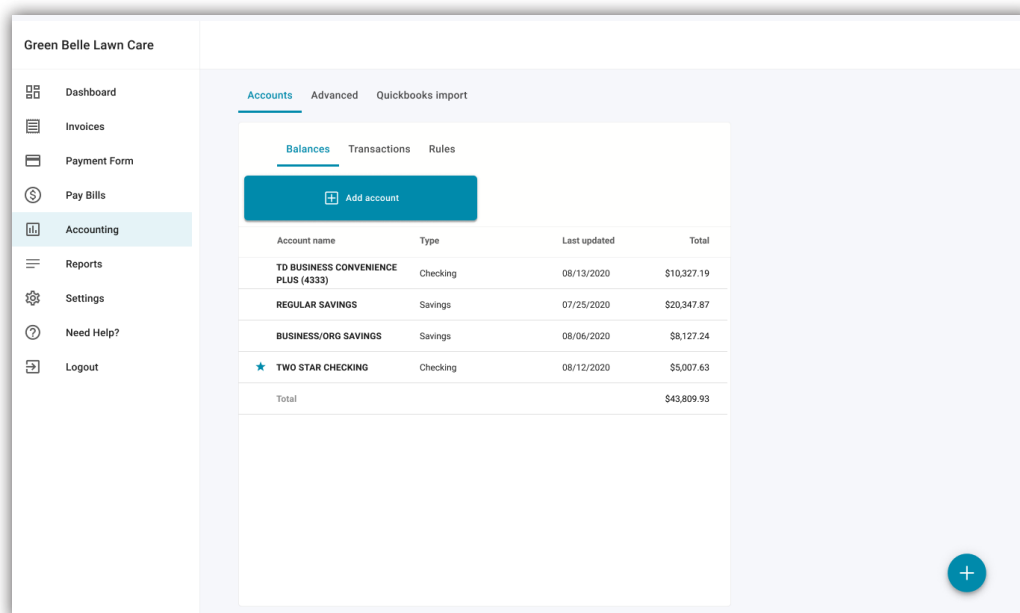 Green Belle Lawn Care
Dashboard
Invoices
Payment Form
Pay Bills
Accounting
Reports
Settings
Need Help?
Logout
Accounts Advanced Quickbooks import
Balances Transactions Rules
Add account
Account name Type Last updated Total
TD BUSINESS CONVENIENCE
PLUS (4333) Checking 08/13/2020 $10,327.19
REGULAR SAVINGS Savings 07/25/2020 $20,347.87
BUSINESS/ORG SAVINGS Savings 08/06/2020 $8,127.24
TWO STAR CHECKING Checking 08/12/2020 $5,007.63
Total $43,809.93